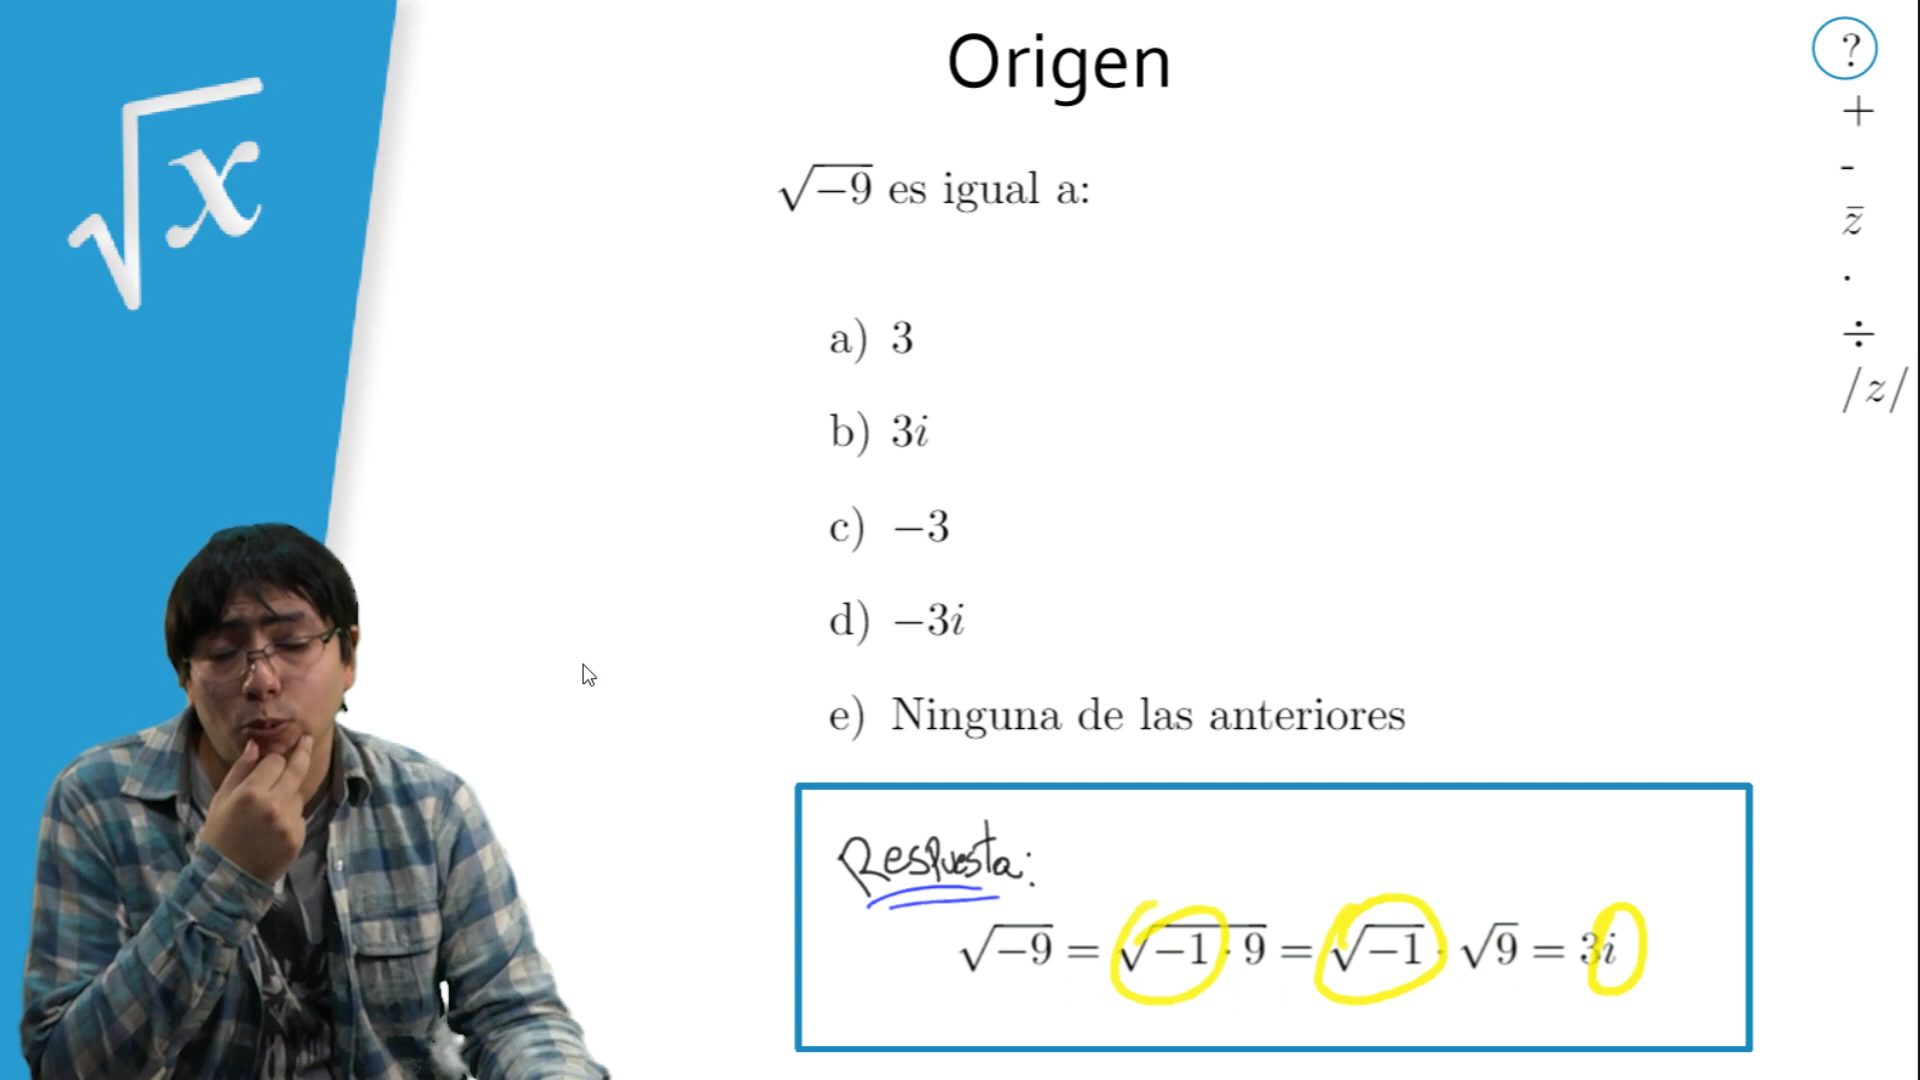 √x
Origen
?
+
-
z̄
·
÷
/z/
√−9 es igual a:
a) 3
b) 3i
c) −3
d) −3i
e) Ninguna de las anteriores
Respuesta:
√−9 = √−1 · 9 = √−1 · √9 = 3i